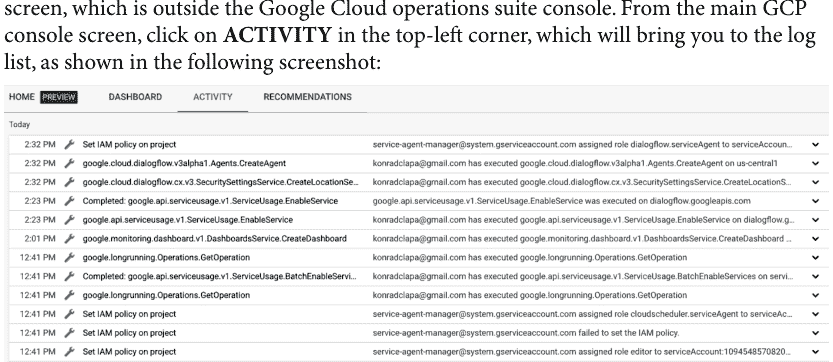 screen, which is outside the Google Cloud operations suite console. From the main GCP
console screen, click on ACTIVITY in the top-left corner, which will bring you to the log
list, as shown in the following screenshot:
HOME PREVIEW DASHBOARD ACTIVITY RECOMMENDATIONS
Today
2:32 PM Set IAM policy on project service-agent-manager@system.gserviceaccount.com assigned role dialogflow.serviceAgent to serviceAccoun...
2:32 PM google.cloud.dialogflow.v3alpha1.Agents.CreateAgent konradclapa@gmail.com has executed google.cloud.dialogflow.v3alpha1.Agents.CreateAgent on us-central1
2:32 PM google.cloud.dialogflow.cx.v3.SecuritySettingsService.CreateLocationSe... konradclapa@gmail.com has executed google.cloud.dialogflow.cx.v3.SecuritySettingsService.CreateLocationS...
2:23 PM Completed: google.api.serviceusage.v1.ServiceUsage.EnableService google.api.serviceusage.v1.ServiceUsage.EnableService was executed on dialogflow.googleapis.com
2:23 PM google.api.serviceusage.v1.ServiceUsage.EnableService konradclapa@gmail.com has executed google.api.serviceusage.v1.ServiceUsage.EnableService on dialogflow.g...
2:01 PM google.monitoring.dashboard.v1.DashboardsService.CreateDashboard konradclapa@gmail.com has executed google.monitoring.dashboard.v1.DashboardsService.CreateDashboard ...
12:41 PM google.longrunning.Operations.GetOperation konradclapa@gmail.com has executed google.longrunning.Operations.GetOperation
12:41 PM Completed: google.api.serviceusage.v1.ServiceUsage.BatchEnableServi... konradclapa@gmail.com has executed google.api.serviceusage.v1.ServiceUsage.BatchEnableServices on servi...
12:41 PM google.longrunning.Operations.GetOperation konradclapa@gmail.com has executed google.longrunning.Operations.GetOperation
12:41 PM Set IAM policy on project service-agent-manager@system.gserviceaccount.com assigned role cloudscheduler.serviceAgent to serviceAc...
12:41 PM Set IAM policy on project service-agent-manager@system.gserviceaccount.com failed to set the IAM policy.
12:41 PM Set IAM policy on project service-agent-manager@system.gserviceaccount.com assigned role editor to serviceAccount:1094548570820...